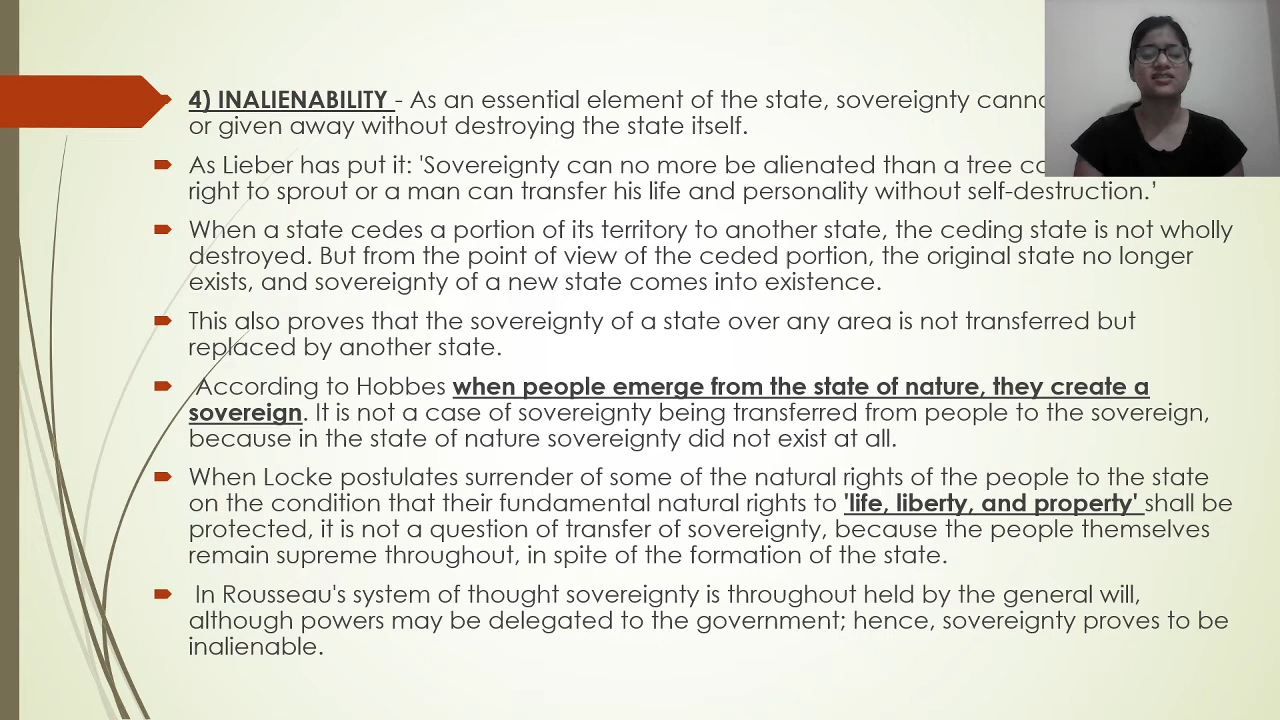 4) INALIENABILITY - As an essential element of the state, sovereignty
or given away without destroying the state itself.
As Lieber has put it: 'Sovereignty can no more be alienated than a tree
right to sprout or a man can transfer his life and personality without self-destruction.’
When a state cedes a portion of its territory to another state, the ceding state is not wholly
destroyed. But from the point of view of the ceded portion, the original state no longer
exists, and sovereignty of a new state comes into existence.
This also proves that the sovereignty of a state over any area is not transferred but
replaced by another state.
According to Hobbes when people emerge from the state of nature, they create a
sovereign. It is not a case of sovereignty being transferred from people to the sovereign,
because in the state of nature sovereignty did not exist at all.
When Locke postulates surrender of some of the natural rights of the people to the state
on the condition that their fundamental natural rights to 'life, liberty, and property' shall be
protected, it is not a question of transfer of sovereignty, because the people themselves
remain supreme throughout, in spite of the formation of the state.
In Rousseau's system of thought sovereignty is throughout held by the general will,
although powers may be delegated to the government; hence, sovereignty proves to be
inalienable.